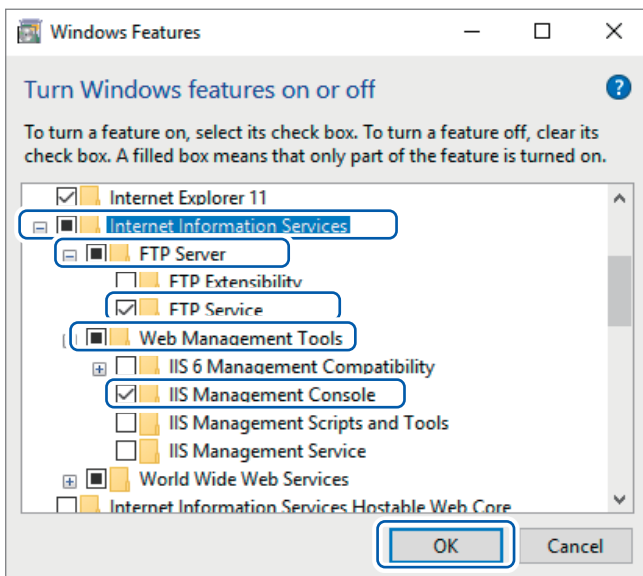 Windows Features
Turn Windows features on or off
To turn a feature on, select its check box. To turn a feature off, clear its
check box. A filled box means that only part of the feature is turned on.
Internet Explorer 11
Internet Information Services
FTP Server
FTP Extensibility
FTP Service
Web Management Tools
IIS 6 Management Compatibility
IIS Management Console
IIS Management Scripts and Tools
IIS Management Service
World Wide Web Services
Internet Information Services Hostable Web Core
OK Cancel